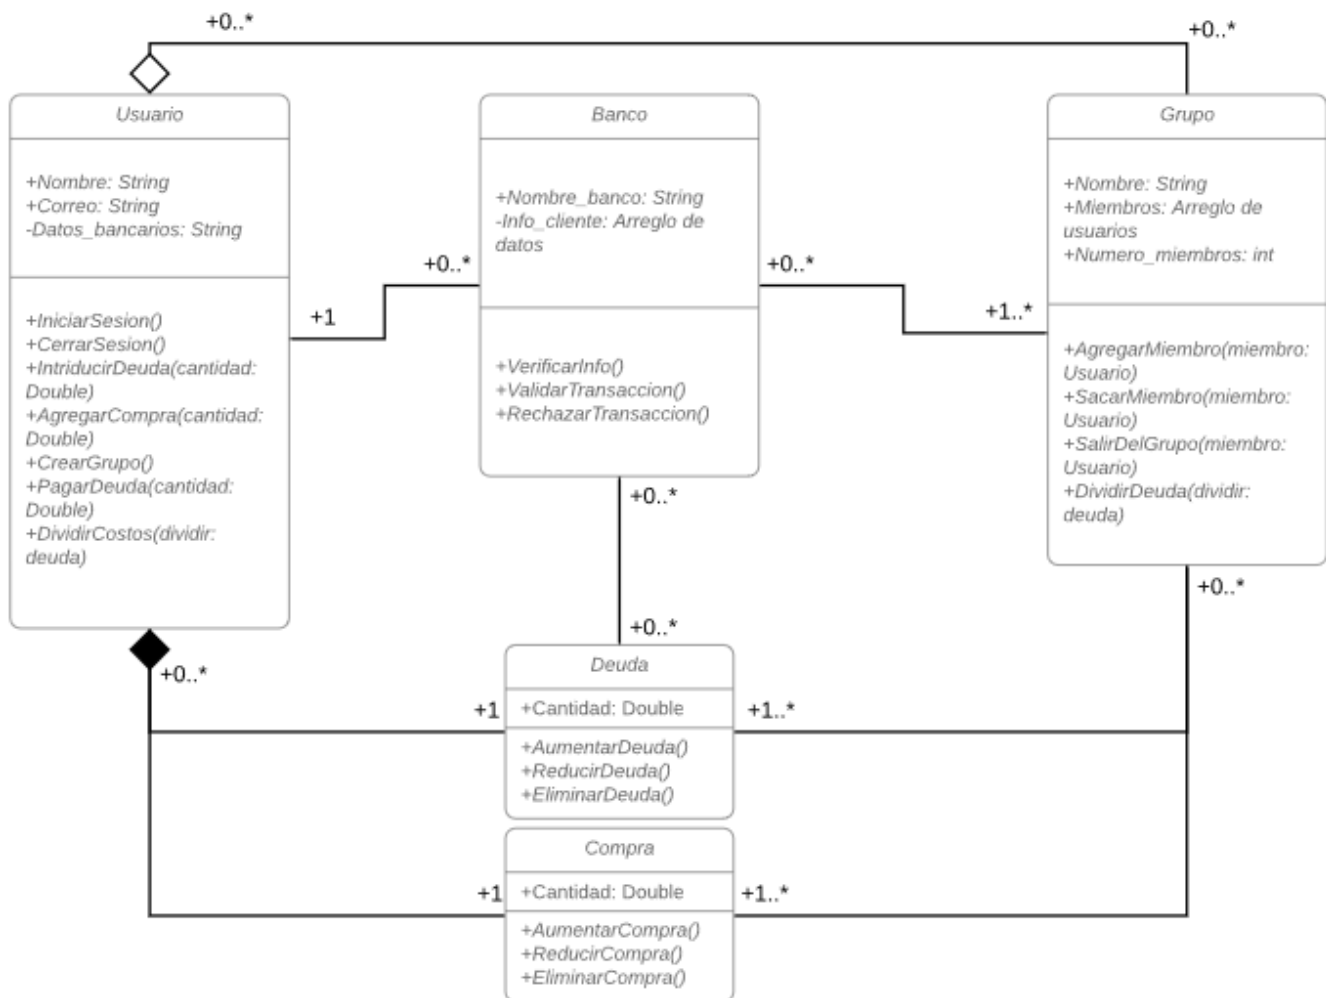 +0..*
+0..*
Usuario
+Nombre: String
+Correo: String
-Datos_bancarios: String
+IniciarSesion()
+CerrarSesion()
+IntriducirDeuda(cantidad:
Double)
+AgregarCompra(cantidad:
Double)
+CrearGrupo()
+PagarDeuda(cantidad:
Double)
+DividirCostos(dividir:
deuda)
+1
+0..*
Banco
+Nombre_banco: String
-Info_cliente: Arreglo de
datos
+VerificarInfo()
+ValidarTransaccion()
+RechazarTransaccion()
+0..*
+1..*
Grupo
+Nombre: String
+Miembros: Arreglo de
usuarios
+Numero_miembros: int
+AgregarMiembro(miembro:
Usuario)
+SacarMiembro(miembro:
Usuario)
+SalirDelGrupo(miembro:
Usuario)
+DividirDeuda(dividir:
deuda)
+0..*
+0..*
+0..*
+0..*
Deuda
+1
+Cantidad: Double
+1..*
+AumentarDeuda()
+ReducirDeuda()
+EliminarDeuda()
Compra
+1
+Cantidad: Double
+1..*
+AumentarCompra()
+ReducirCompra()
+EliminarCompra()